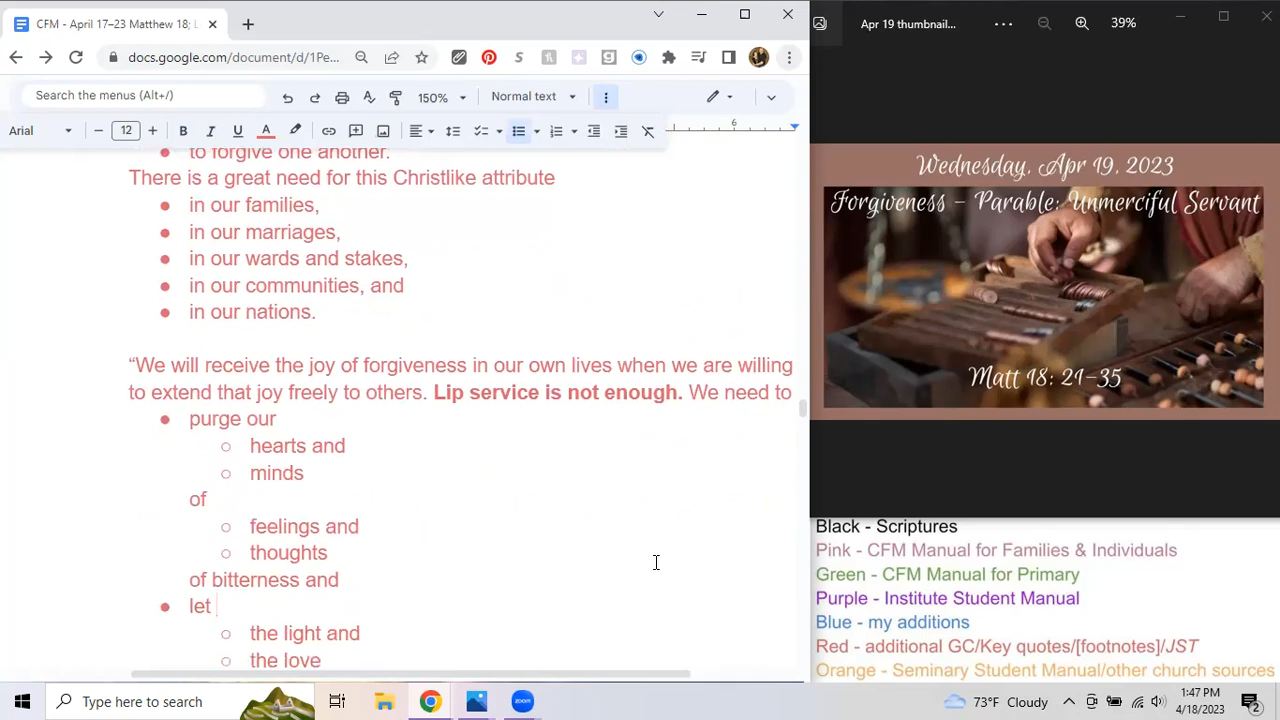 CFM - April 17–23 Matthew 18; L
docs.google.com/document/d/1Pe...
Search the menus (Alt+/)
150%
Normal text
Arial
12
B I U A
6
to forgive one another.
There is a great need for this Christlike attribute
in our families,
in our marriages,
in our wards and stakes,
in our communities, and
in our nations.
“We will receive the joy of forgiveness in our own lives when we are willing
to extend that joy freely to others. Lip service is not enough. We need to
purge our
hearts and
minds
of
feelings and
thoughts
of bitterness and
let
the light and
the love
Apr 19 thumbnail...
39%
Wednesday, Apr 19, 2023
Forgiveness – Parable: Unmerciful Servant
Matt 18: 21–35
Black - Scriptures
Pink - CFM Manual for Families & Individuals
Green - CFM Manual for Primary
Purple - Institute Student Manual
Blue - my additions
Red - additional GC/Key quotes/[footnotes]/JST
Orange - Seminary Student Manual/other church sources
Type here to search
zoom
73°F Cloudy
1:47 PM
4/18/2023
2